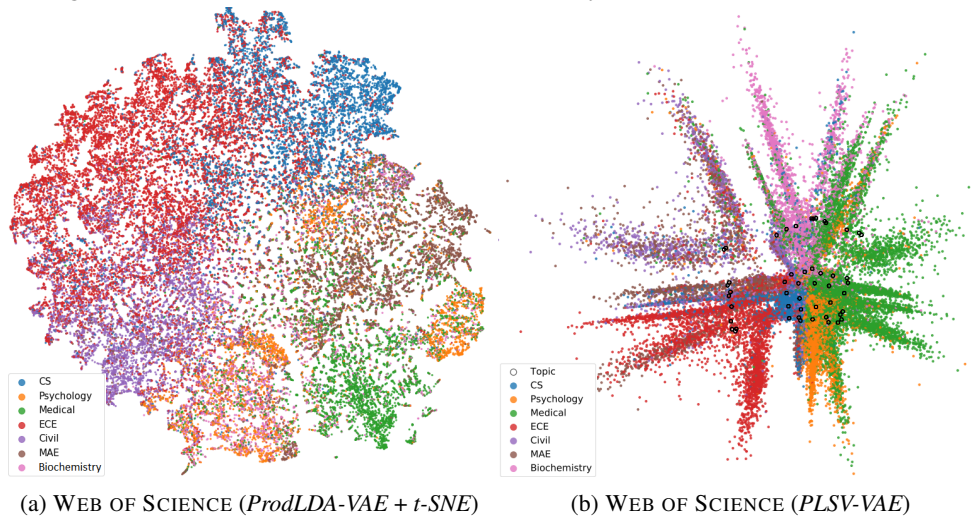 CS
Psychology
Medical
ECE
Civil
MAE
Biochemistry
Topic
CS
Psychology
Medical
ECE
Civil
MAE
Biochemistry
(a) WEB OF SCIENCE (ProdLDA-VAE + t-SNE)
(b) WEB OF SCIENCE (PLSV-VAE)